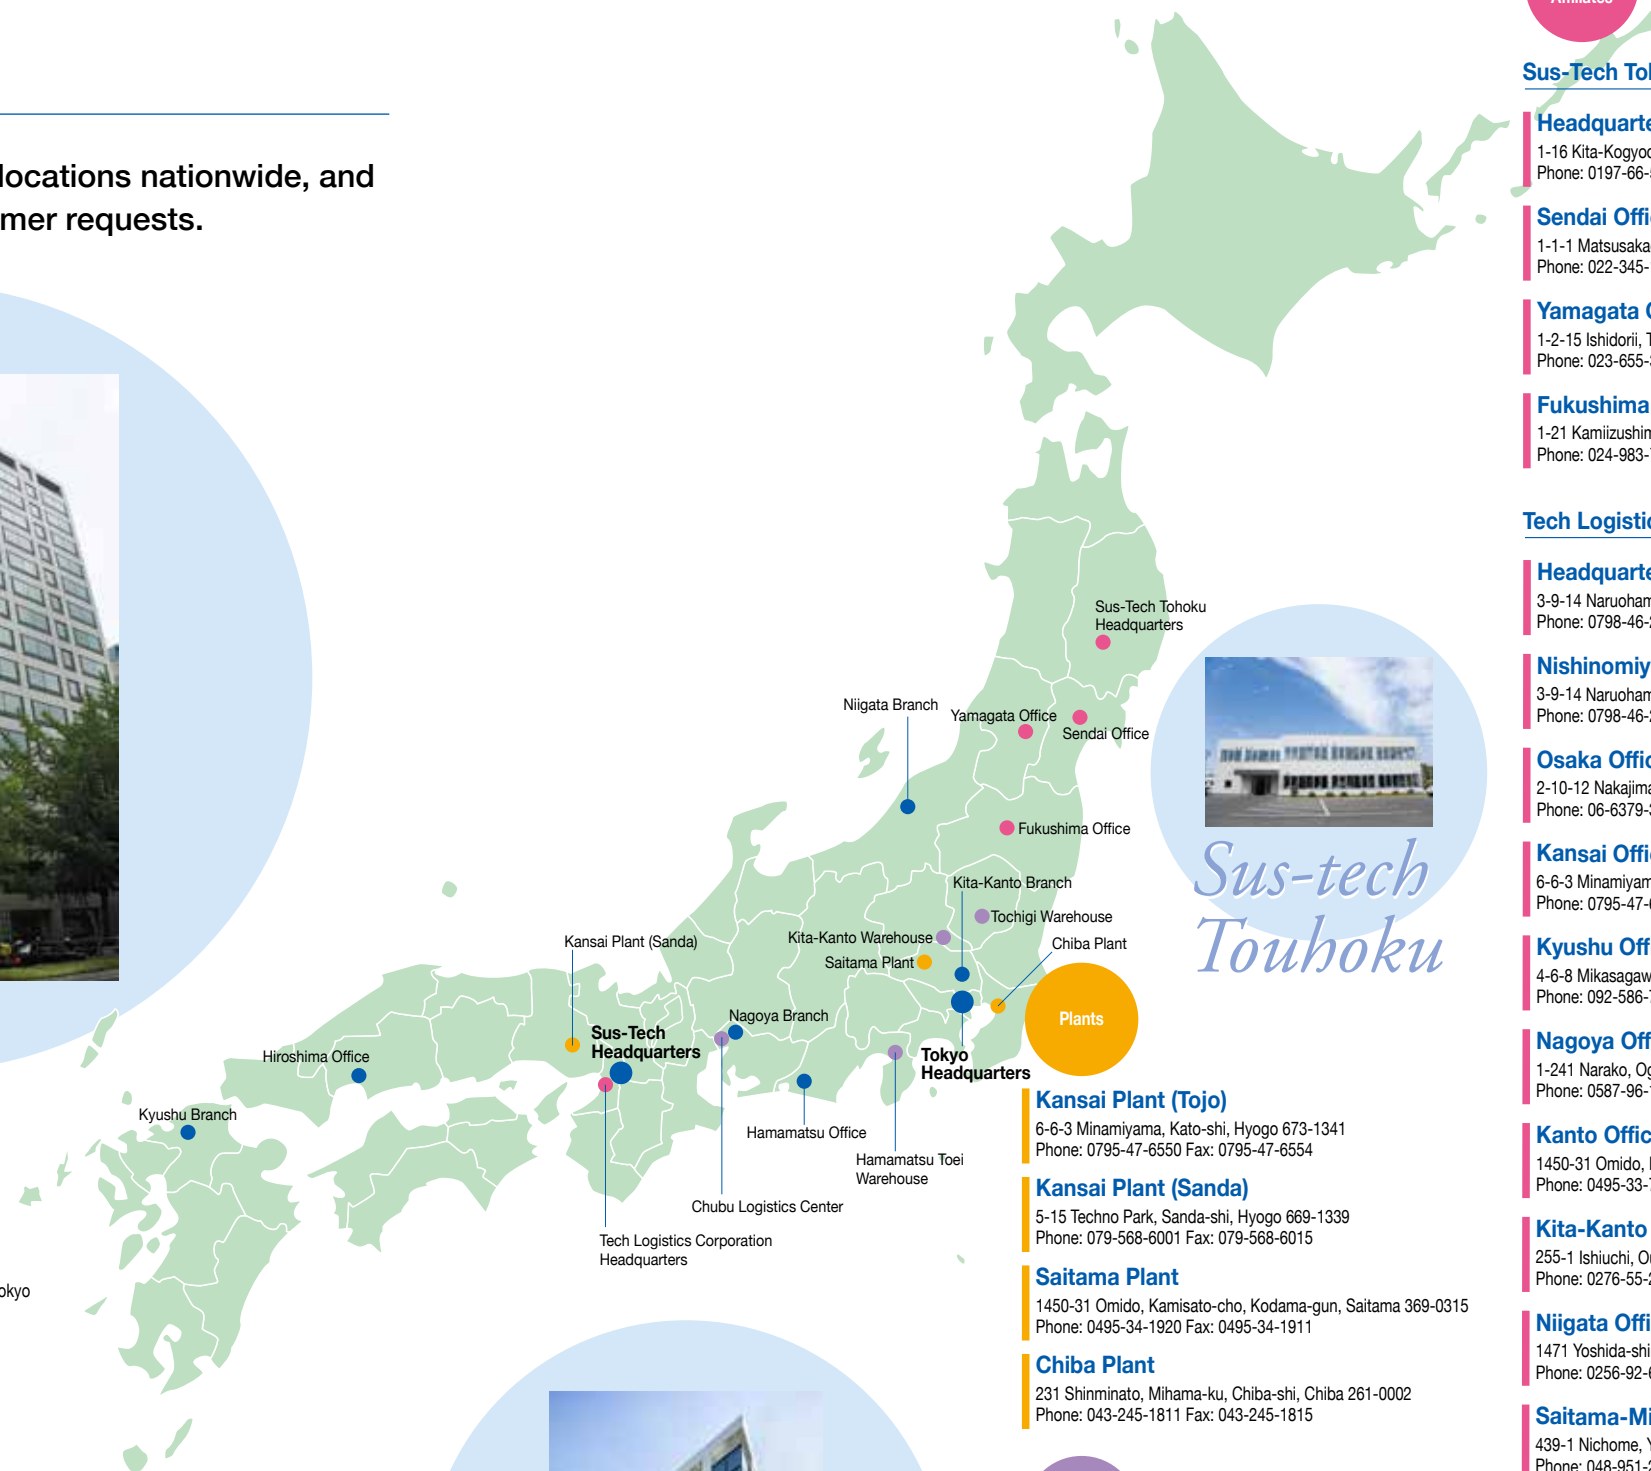 locations nationwide, and
mer requests.
okyo
Sus-Tech Tohoku
Headquarters
Niigata Branch
Yamagata Office
Sendai Office
Fukushima Office
Kita-Kanto Branch
Tochigi Warehouse
Kita-Kanto Warehouse
Chiba Plant
Saitama Plant
Kansai Plant (Sanda)
Nagoya Branch
Sus-Tech
Headquarters
Tokyo
Headquarters
Hiroshima Office
Kyushu Branch
Hamamatsu Office
Hamamatsu Toei
Warehouse
Chubu Logistics Center
Tech Logistics Corporation
Headquarters
Sus-tech
Touhoku
Plants
Kansai Plant (Tojo)
6-6-3 Minamiyama, Kato-shi, Hyogo 673-1341
Phone: 0795-47-6550 Fax: 0795-47-6554
Kansai Plant (Sanda)
5-15 Techno Park, Sanda-shi, Hyogo 669-1339
Phone: 079-568-6001 Fax: 079-568-6015
Saitama Plant
1450-31 Omido, Kamisato-cho, Kodama-gun, Saitama 369-0315
Phone: 0495-34-1920 Fax: 0495-34-1911
Chiba Plant
231 Shinminato, Mihama-ku, Chiba-shi, Chiba 261-0002
Phone: 043-245-1811 Fax: 043-245-1815
Sus-Tech To
Headquarte
1-16 Kita-Kogyo
Phone: 0197-66-
Sendai Offi
1-1-1 Matsusaka
Phone: 022-345-
Yamagata
1-2-15 Ishidorii,
Phone: 023-655-
Fukushima
1-21 Kamiizushim
Phone: 024-983-
Tech Logistic
Headquarte
3-9-14 Naruoham
Phone: 0798-46-
Nishinomiy
3-9-14 Naruoham
Phone: 0798-46-
Osaka Offic
2-10-12 Nakajima
Phone: 06-6379-
Kansai Offi
6-6-3 Minamiyam
Phone: 0795-47-
Kyushu Off
4-6-8 Mikasagaw
Phone: 092-586-
Nagoya Off
1-241 Narako, Og
Phone: 0587-96-
Kanto Offic
1450-31 Omido,
Phone: 0495-33-
Kita-Kanto
255-1 Ishiuchi, O
Phone: 0276-55-
Niigata Offi
1471 Yoshida-shi
Phone: 0256-92-
Saitama-Mi
439-1 Nichome,
Phone: 048-951-